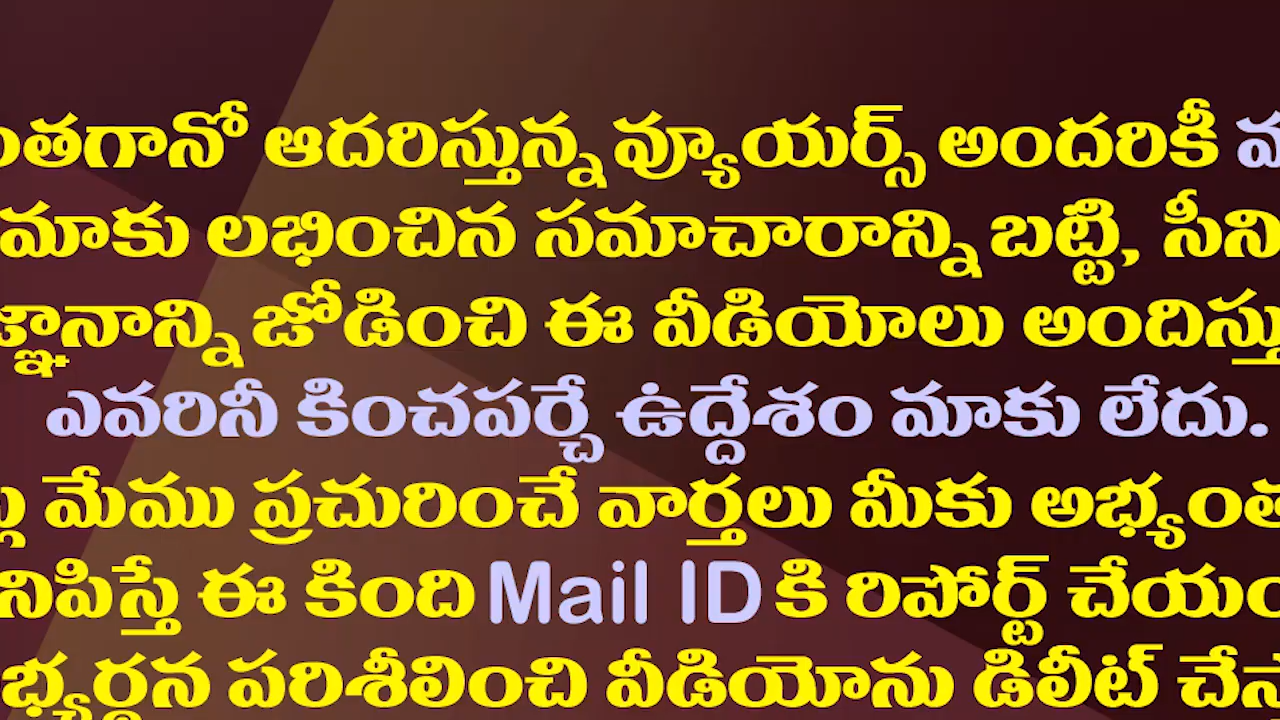 ఆదరిస్తున్న వ్యూయర్స్ అందరికీ
మాకు లభించిన సమాచారాన్ని బట్టి,
జోడించి ఈ వీడియోలు
ఎవరినీ కించపర్చే ఉద్దేశం మాకు లేదు.
మేము ప్రచురించే వార్తలు మీకు
ఈ కింది Mail ID కి రిపోర్ట్
పరిశీలించి వీడియోను డిలీట్